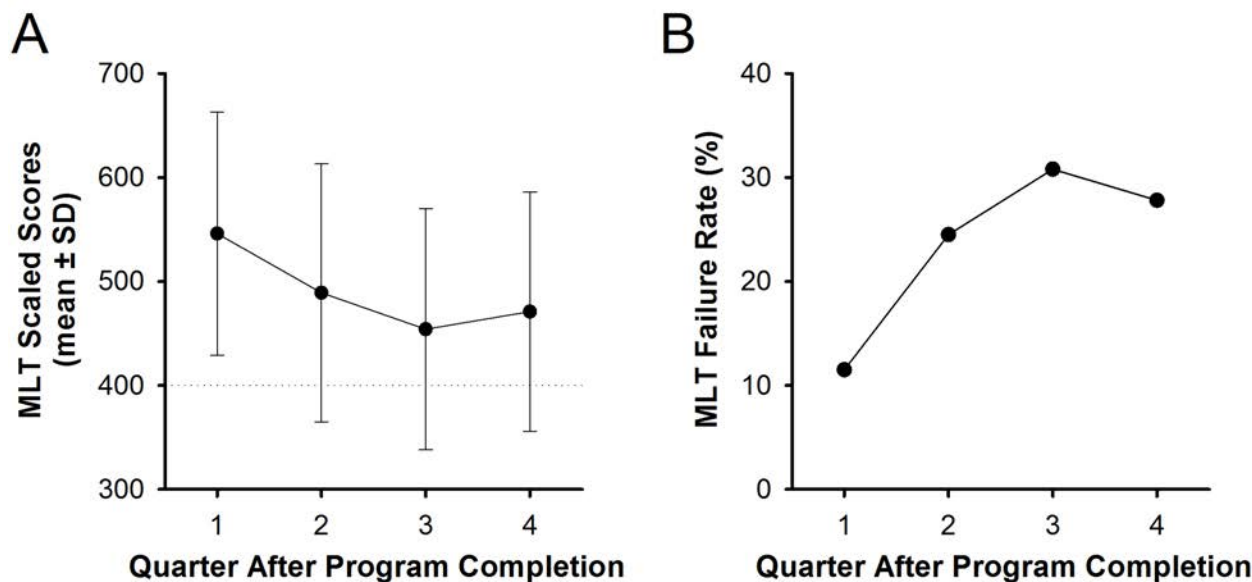 A
MLT Scaled Scores
(mean ± SD)
700
600
500
400
300
1 2 3 4
Quarter After Program Completion
B
MLT Failure Rate (%)
40
30
20
10
0
1 2 3 4
Quarter After Program Completion